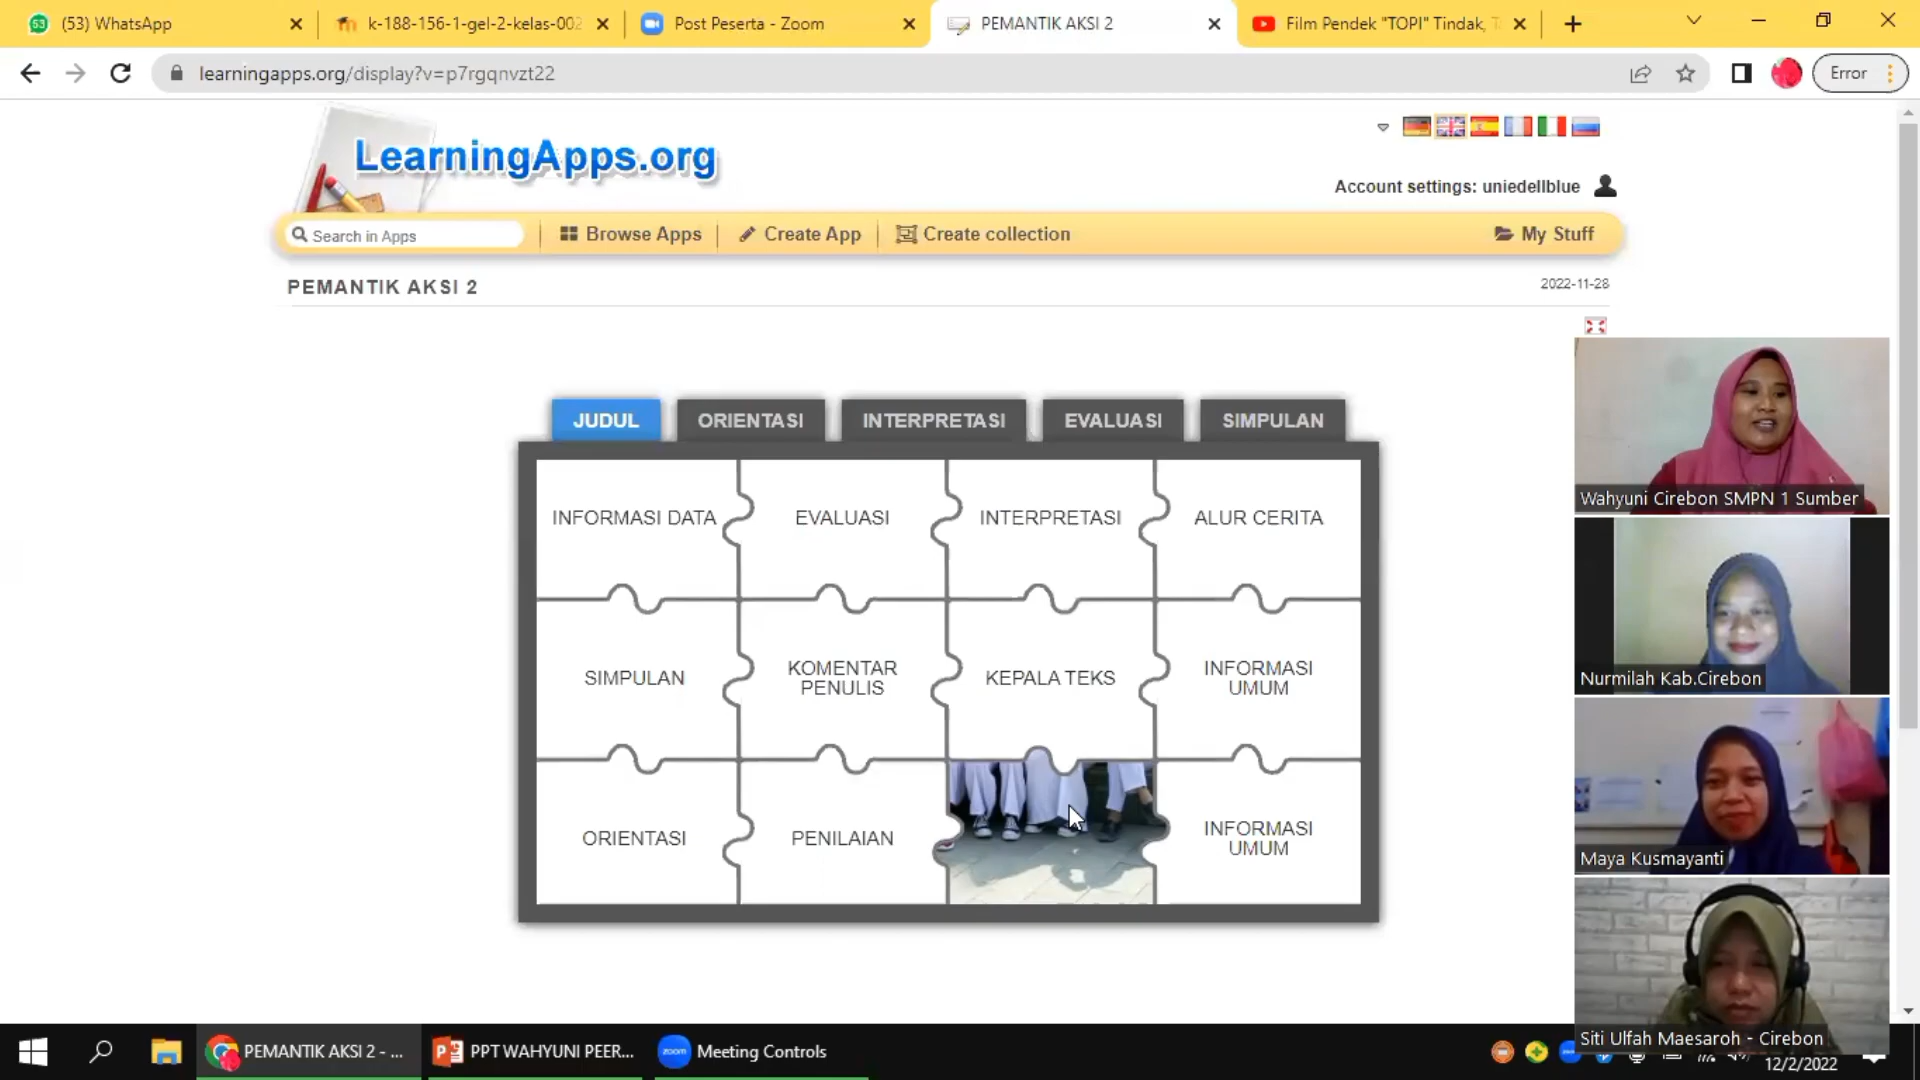 (53) WhatsApp
k-188-156-1-gel-2-kelas-002
Post Peserta - Zoom
PEMANTIK AKSI 2
Film Pendek "TOPI" Tindak,
learningapps.org/display?v=p7rgqnvzt22
Error
LearningApps.org
Account settings: uniedellblue
Search in Apps
Browse Apps
Create App
Create collection
My Stuff
PEMANTIK AKSI 2
2022-11-28
JUDUL
ORIENTASI
INTERPRETASI
EVALUASI
SIMPULAN
INFORMASI DATA
EVALUASI
INTERPRETASI
ALUR CERITA
SIMPULAN
KOMENTAR
PENULIS
KEPALA TEKS
INFORMASI
UMUM
ORIENTASI
PENILAIAN
INFORMASI
UMUM
Wahyuni Cirebon SMPN 1 Sumber
Nurmilah Kab.Cirebon
Maya Kusmayanti
Siti Ulfah Maesaroh - Cirebon
PEMANTIK AKSI 2 - ...
PPT WAHYUNI PEER...
zoom
Meeting Controls
12/2/2022